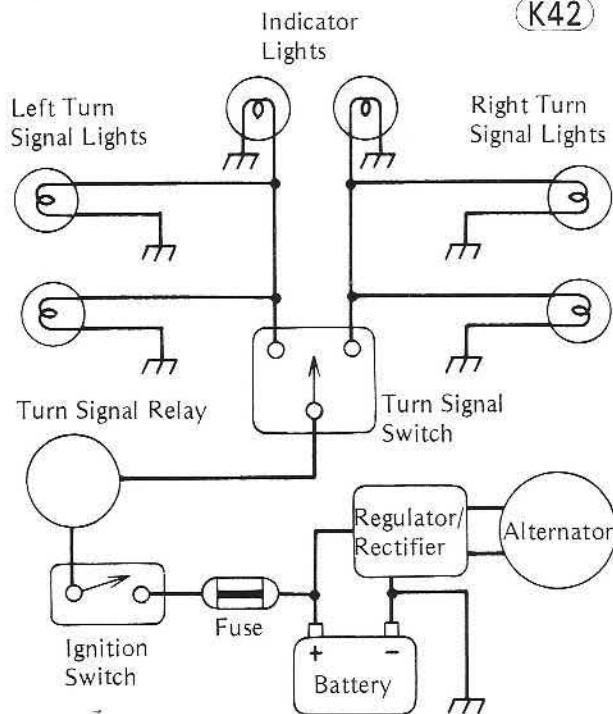 K42
Indicator
Lights
Left Turn
Signal Lights
Right Turn
Signal Lights
Turn Signal Relay
Turn Signal
Switch
Regulator/
Rectifier
Alternator
Fuse
Ignition
Switch
+ −
Battery